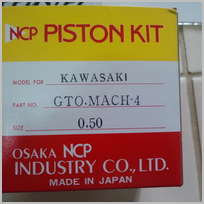 NCP PISTON KIT
MODEL FOR KAWASAKI
PART NO. GTO.MACH-4
SIZE 0.50
OSAKA NCP
INDUSTRY CO., LTD.
MADE IN JAPAN